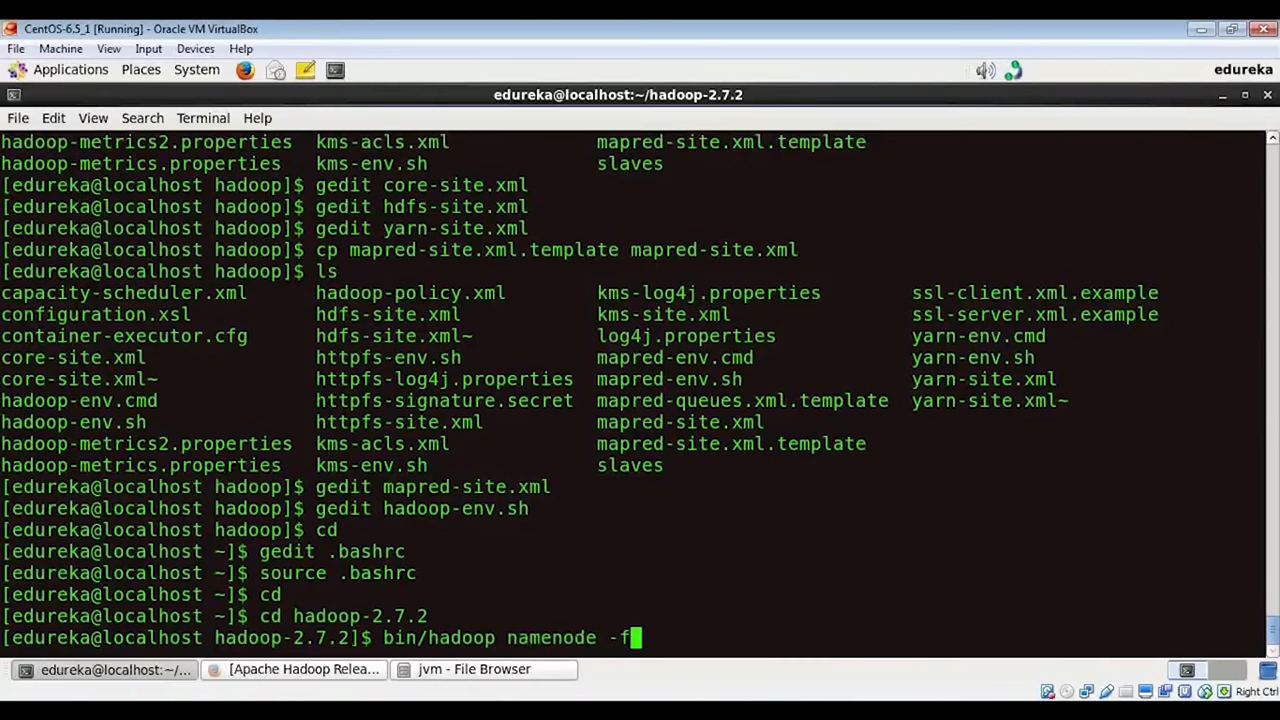 CentOS-6.5_1 [Running] - Oracle VM VirtualBox
File Machine View Input Devices Help
Applications Places System edureka
edureka@localhost:~/hadoop-2.7.2
File Edit View Search Terminal Help
hadoop-metrics2.properties kms-acls.xml mapred-site.xml.template
hadoop-metrics.properties kms-env.sh slaves
[edureka@localhost hadoop]$ gedit core-site.xml
[edureka@localhost hadoop]$ gedit hdfs-site.xml
[edureka@localhost hadoop]$ gedit yarn-site.xml
[edureka@localhost hadoop]$ cp mapred-site.xml.template mapred-site.xml
[edureka@localhost hadoop]$ ls
capacity-scheduler.xml hadoop-policy.xml kms-log4j.properties ssl-client.xml.example
configuration.xsl hdfs-site.xml kms-site.xml ssl-server.xml.example
container-executor.cfg hdfs-site.xml~ log4j.properties yarn-env.cmd
core-site.xml httpfs-env.sh mapred-env.cmd yarn-env.sh
core-site.xml~ httpfs-log4j.properties mapred-env.sh yarn-site.xml
hadoop-env.cmd httpfs-signature.secret mapred-queues.xml.template yarn-site.xml~
hadoop-env.sh httpfs-site.xml mapred-site.xml
hadoop-metrics2.properties kms-acls.xml mapred-site.xml.template
hadoop-metrics.properties kms-env.sh slaves
[edureka@localhost hadoop]$ gedit mapred-site.xml
[edureka@localhost hadoop]$ gedit hadoop-env.sh
[edureka@localhost hadoop]$ cd
[edureka@localhost ~]$ gedit .bashrc
[edureka@localhost ~]$ source .bashrc
[edureka@localhost ~]$ cd
[edureka@localhost ~]$ cd hadoop-2.7.2
[edureka@localhost hadoop-2.7.2]$ bin/hadoop namenode -f
edureka@localhost:~/... [Apache Hadoop Relea... jvm - File Browser
Right Ctrl